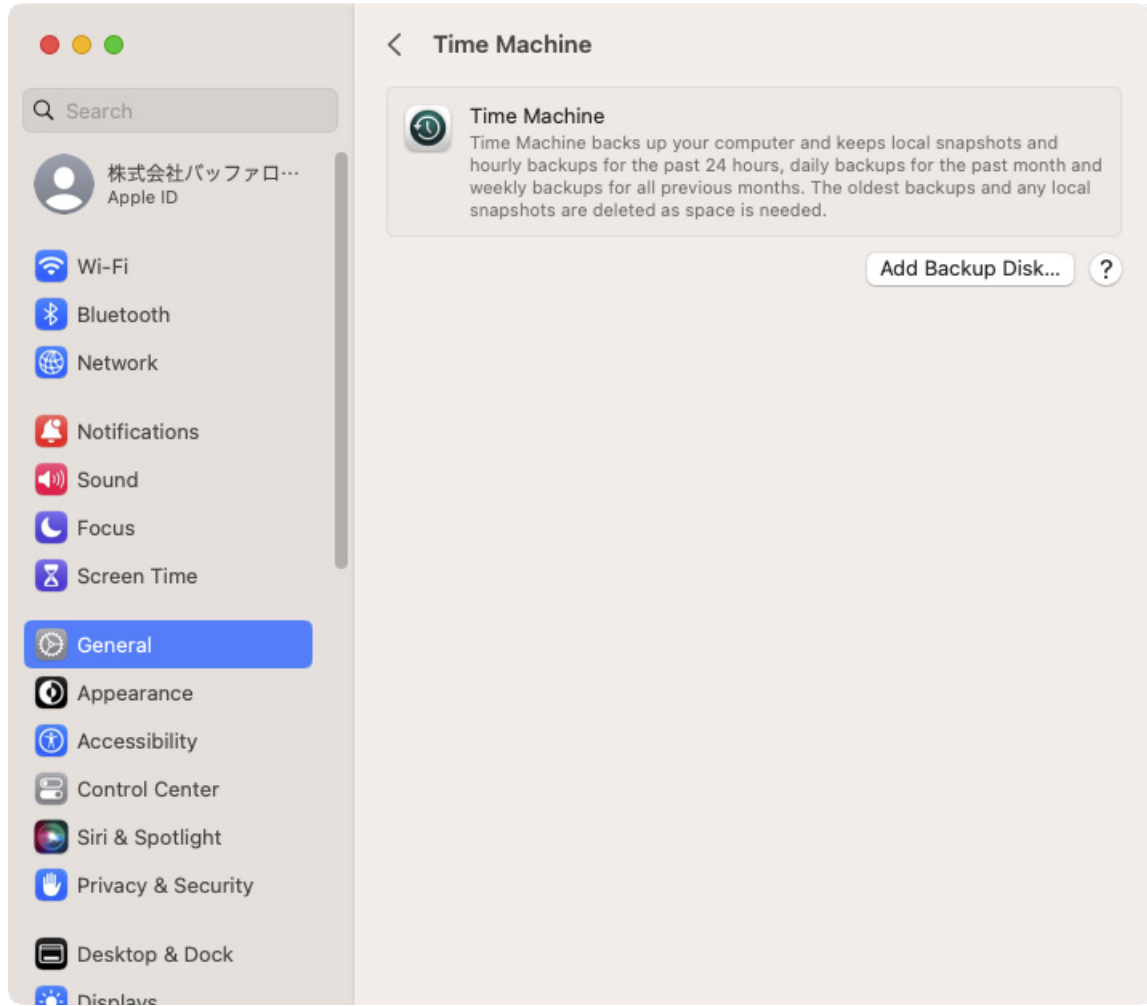 Search
株式会社バッファロ…
Apple ID
Wi-Fi
Bluetooth
Network
Notifications
Sound
Focus
Screen Time
General
Appearance
Accessibility
Control Center
Siri & Spotlight
Privacy & Security
Desktop & Dock
Displays
Time Machine
Time Machine
Time Machine backs up your computer and keeps local snapshots and
hourly backups for the past 24 hours, daily backups for the past month and
weekly backups for all previous months. The oldest backups and any local
snapshots are deleted as space is needed.
Add Backup Disk...
?